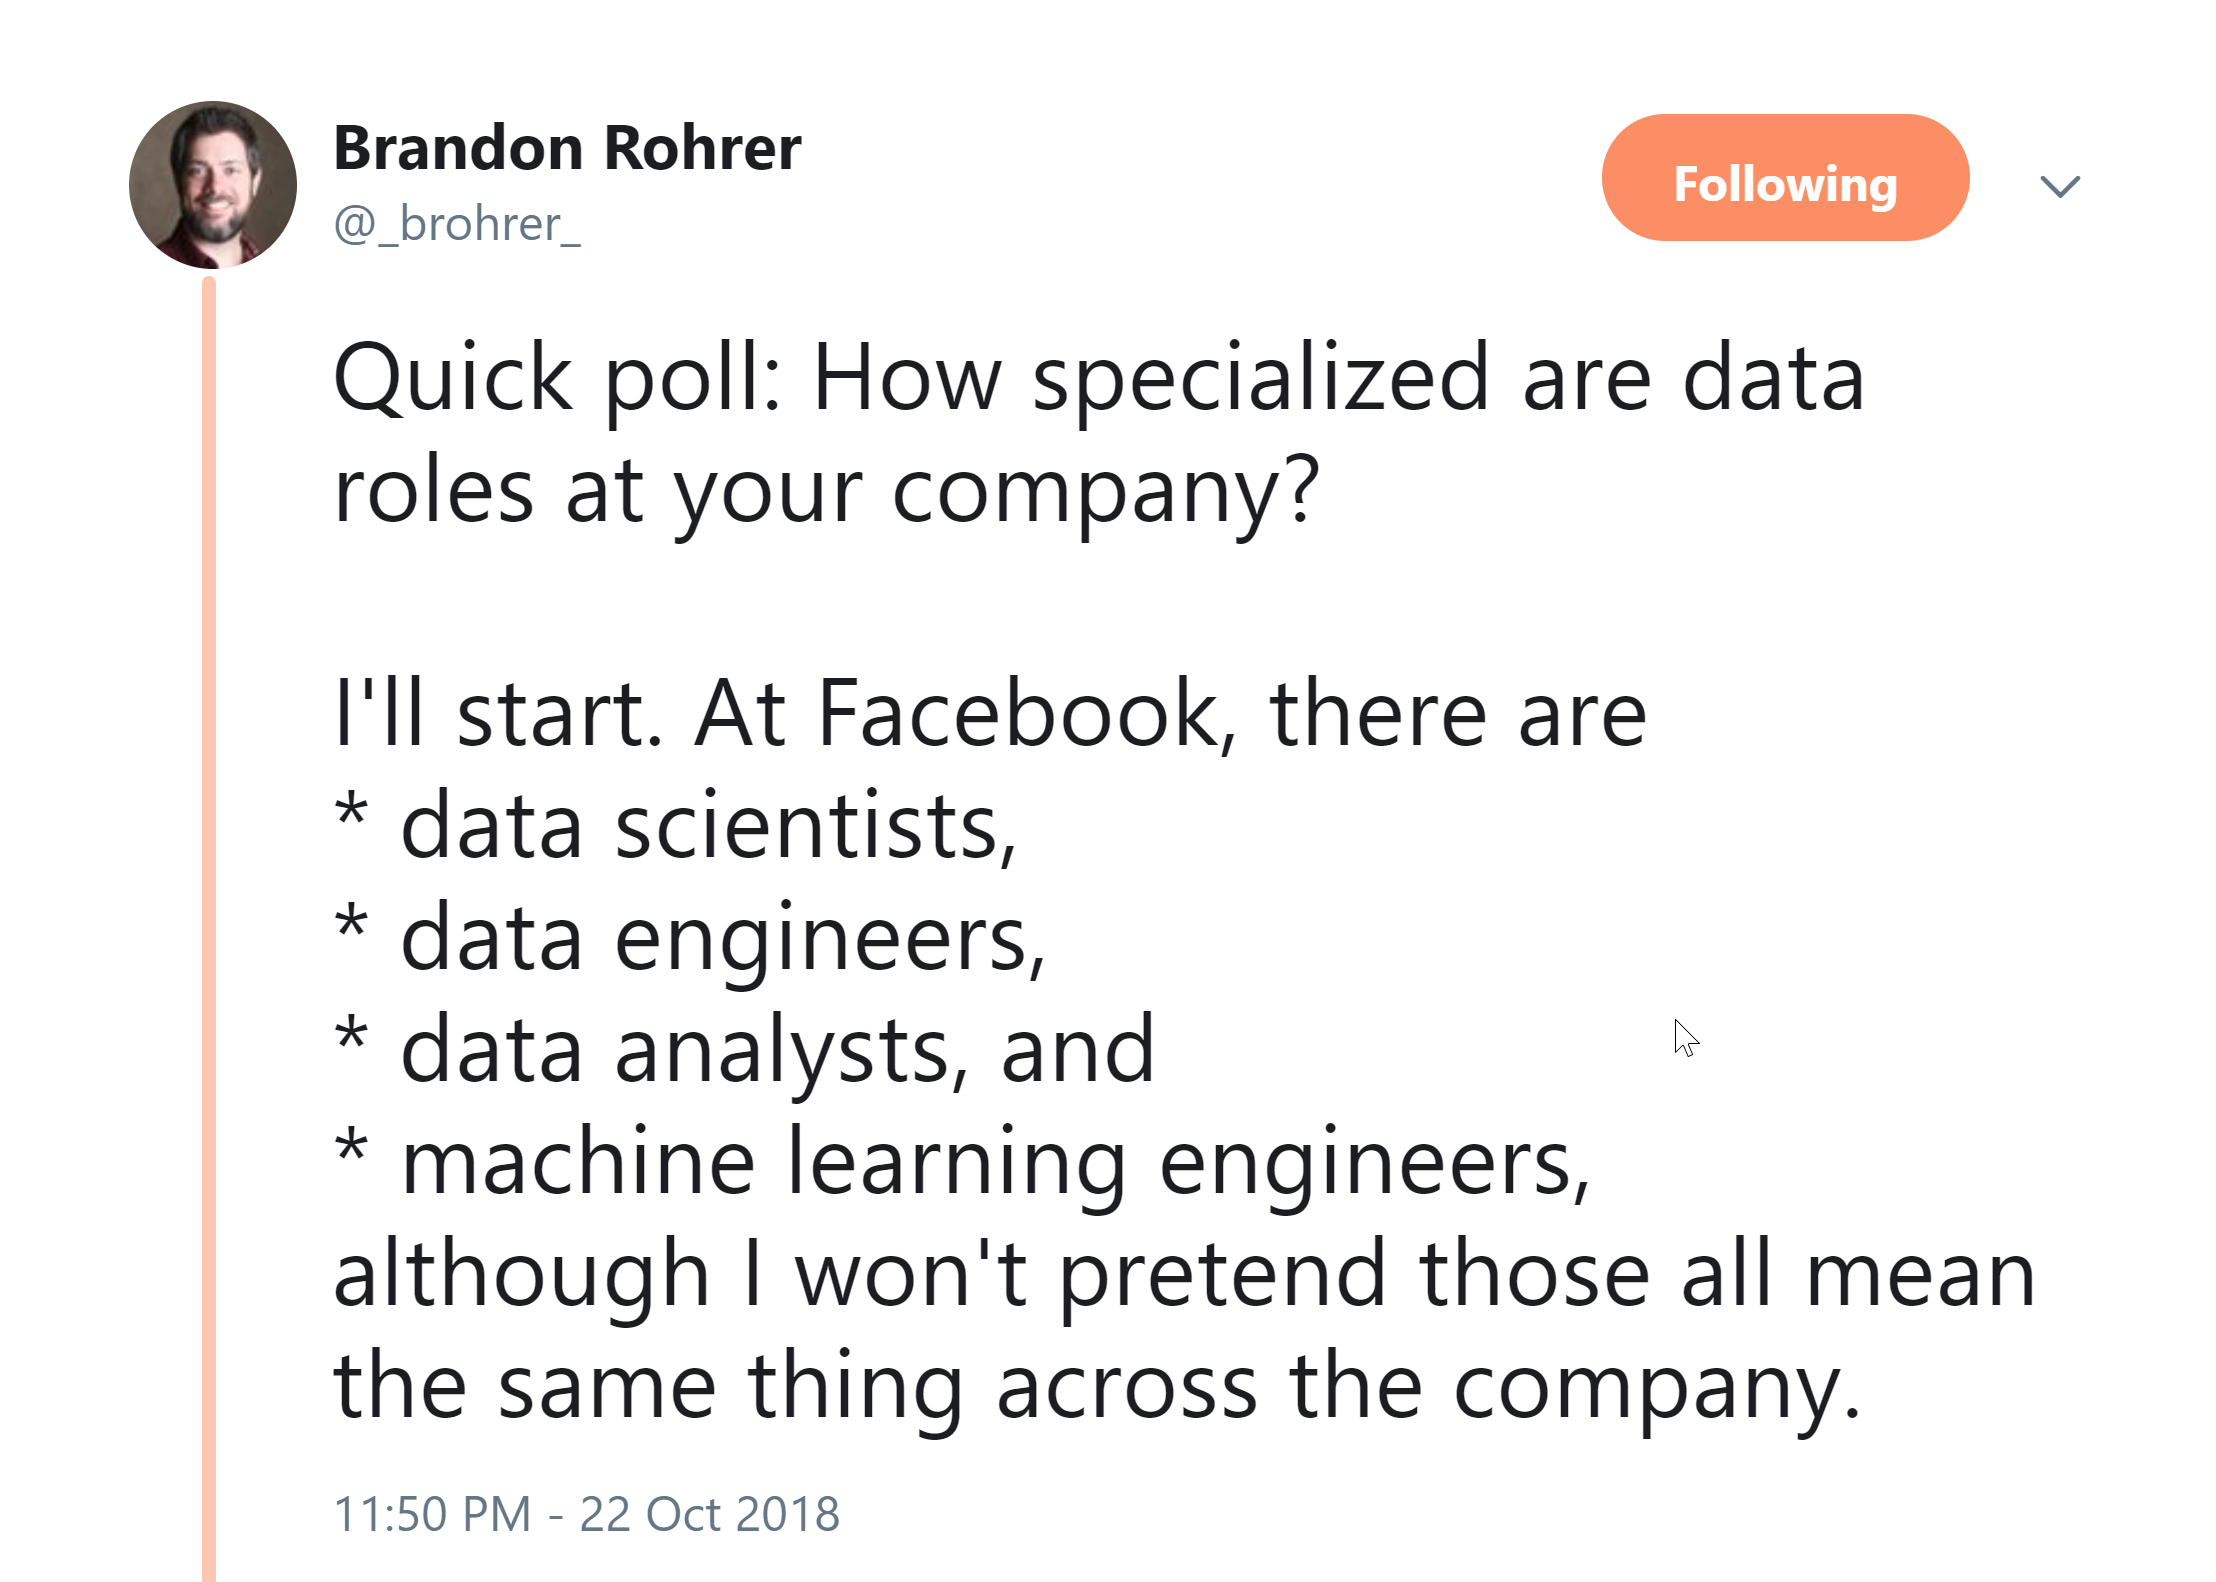 Brandon Rohrer
@_brohrer_
Following
Quick poll: How specialized are data
roles at your company?
I'll start. At Facebook, there are
* data scientists,
* data engineers,
* data analysts, and
* machine learning engineers,
although I won't pretend those all mean
the same thing across the company.
11:50 PM - 22 Oct 2018